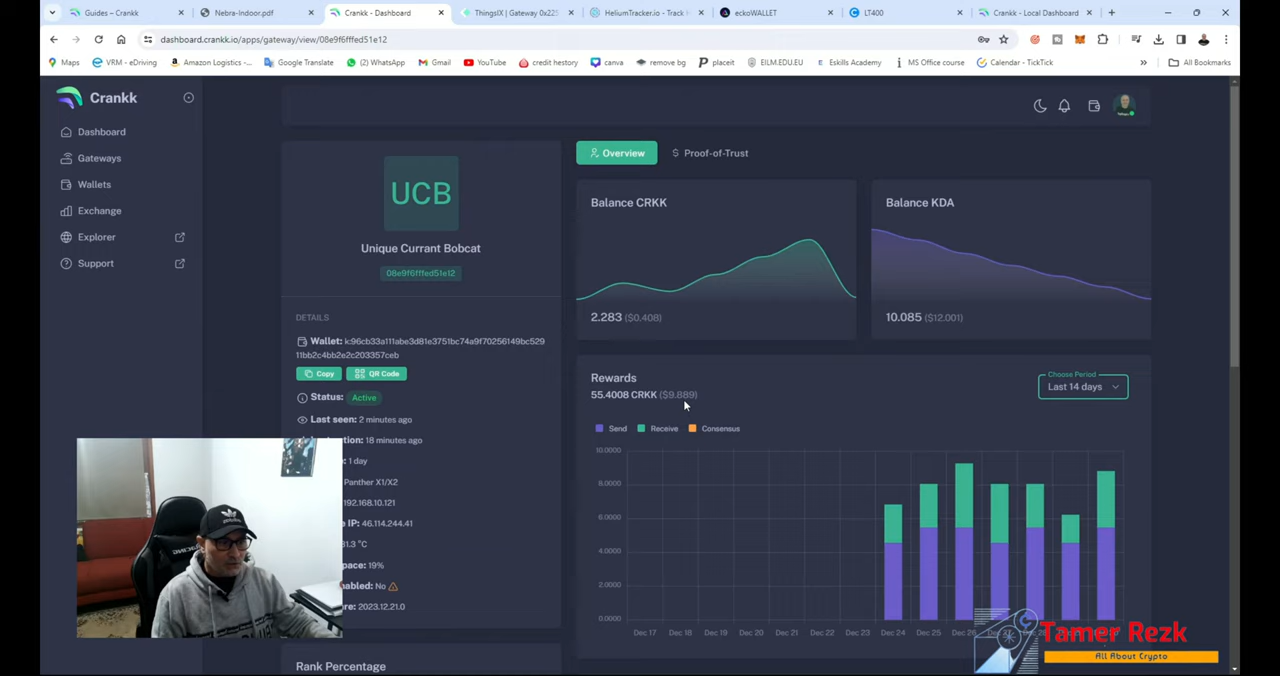 Guides – Crankk
Nebra-Indoor.pdf
Crankk - Dashboard
ThingsIX | Gateway 0x225
HeliumTracker.io - Track H
eckoWALLET
LT400
Crankk - Local Dashboard
dashboard.crankk.io/apps/gateway/view/08e9f6fffed51e12
Maps
VRM - eDriving
Amazon Logistics -...
Google Translate
(2) WhatsApp
Gmail
YouTube
credit hestory
canva
remove bg
placeit
EILM.EDU.EU
Eskills Academy
MS Office course
Calendar - TickTick
All Bookmarks
Crankk
Dashboard
Gateways
Wallets
Exchange
Explorer
Support
UCB
Unique Currant Bobcat
08e9f6fffed51e12
DETAILS
Wallet: k:96cb33a111abe3d81e3751bc74a9f70256149bc529
11bb2c4bb2e2c203357ceb
Copy
QR Code
Status: Active
Last seen: 2 minutes ago
18 minutes ago
1 day
Panther X1/X2
192.168.10.121
IP: 46.114.244.41
°C
19%
No
2023.12.21.0
Rank Percentage
Overview
Proof-of-Trust
Balance CRKK
2.283 ($0.408)
Balance KDA
10.085 ($12.001)
Rewards
55.4008 CRKK ($9.889)
Choose Period
Last 14 days
Send
Receive
Consensus
10.0000
8.0000
6.0000
4.0000
2.0000
0.0000
Dec 17
Dec 18
Dec 19
Dec 20
Dec 21
Dec 22
Dec 23
Dec 24
Dec 25
Dec 26
Tamer Rezk
All About Crypto